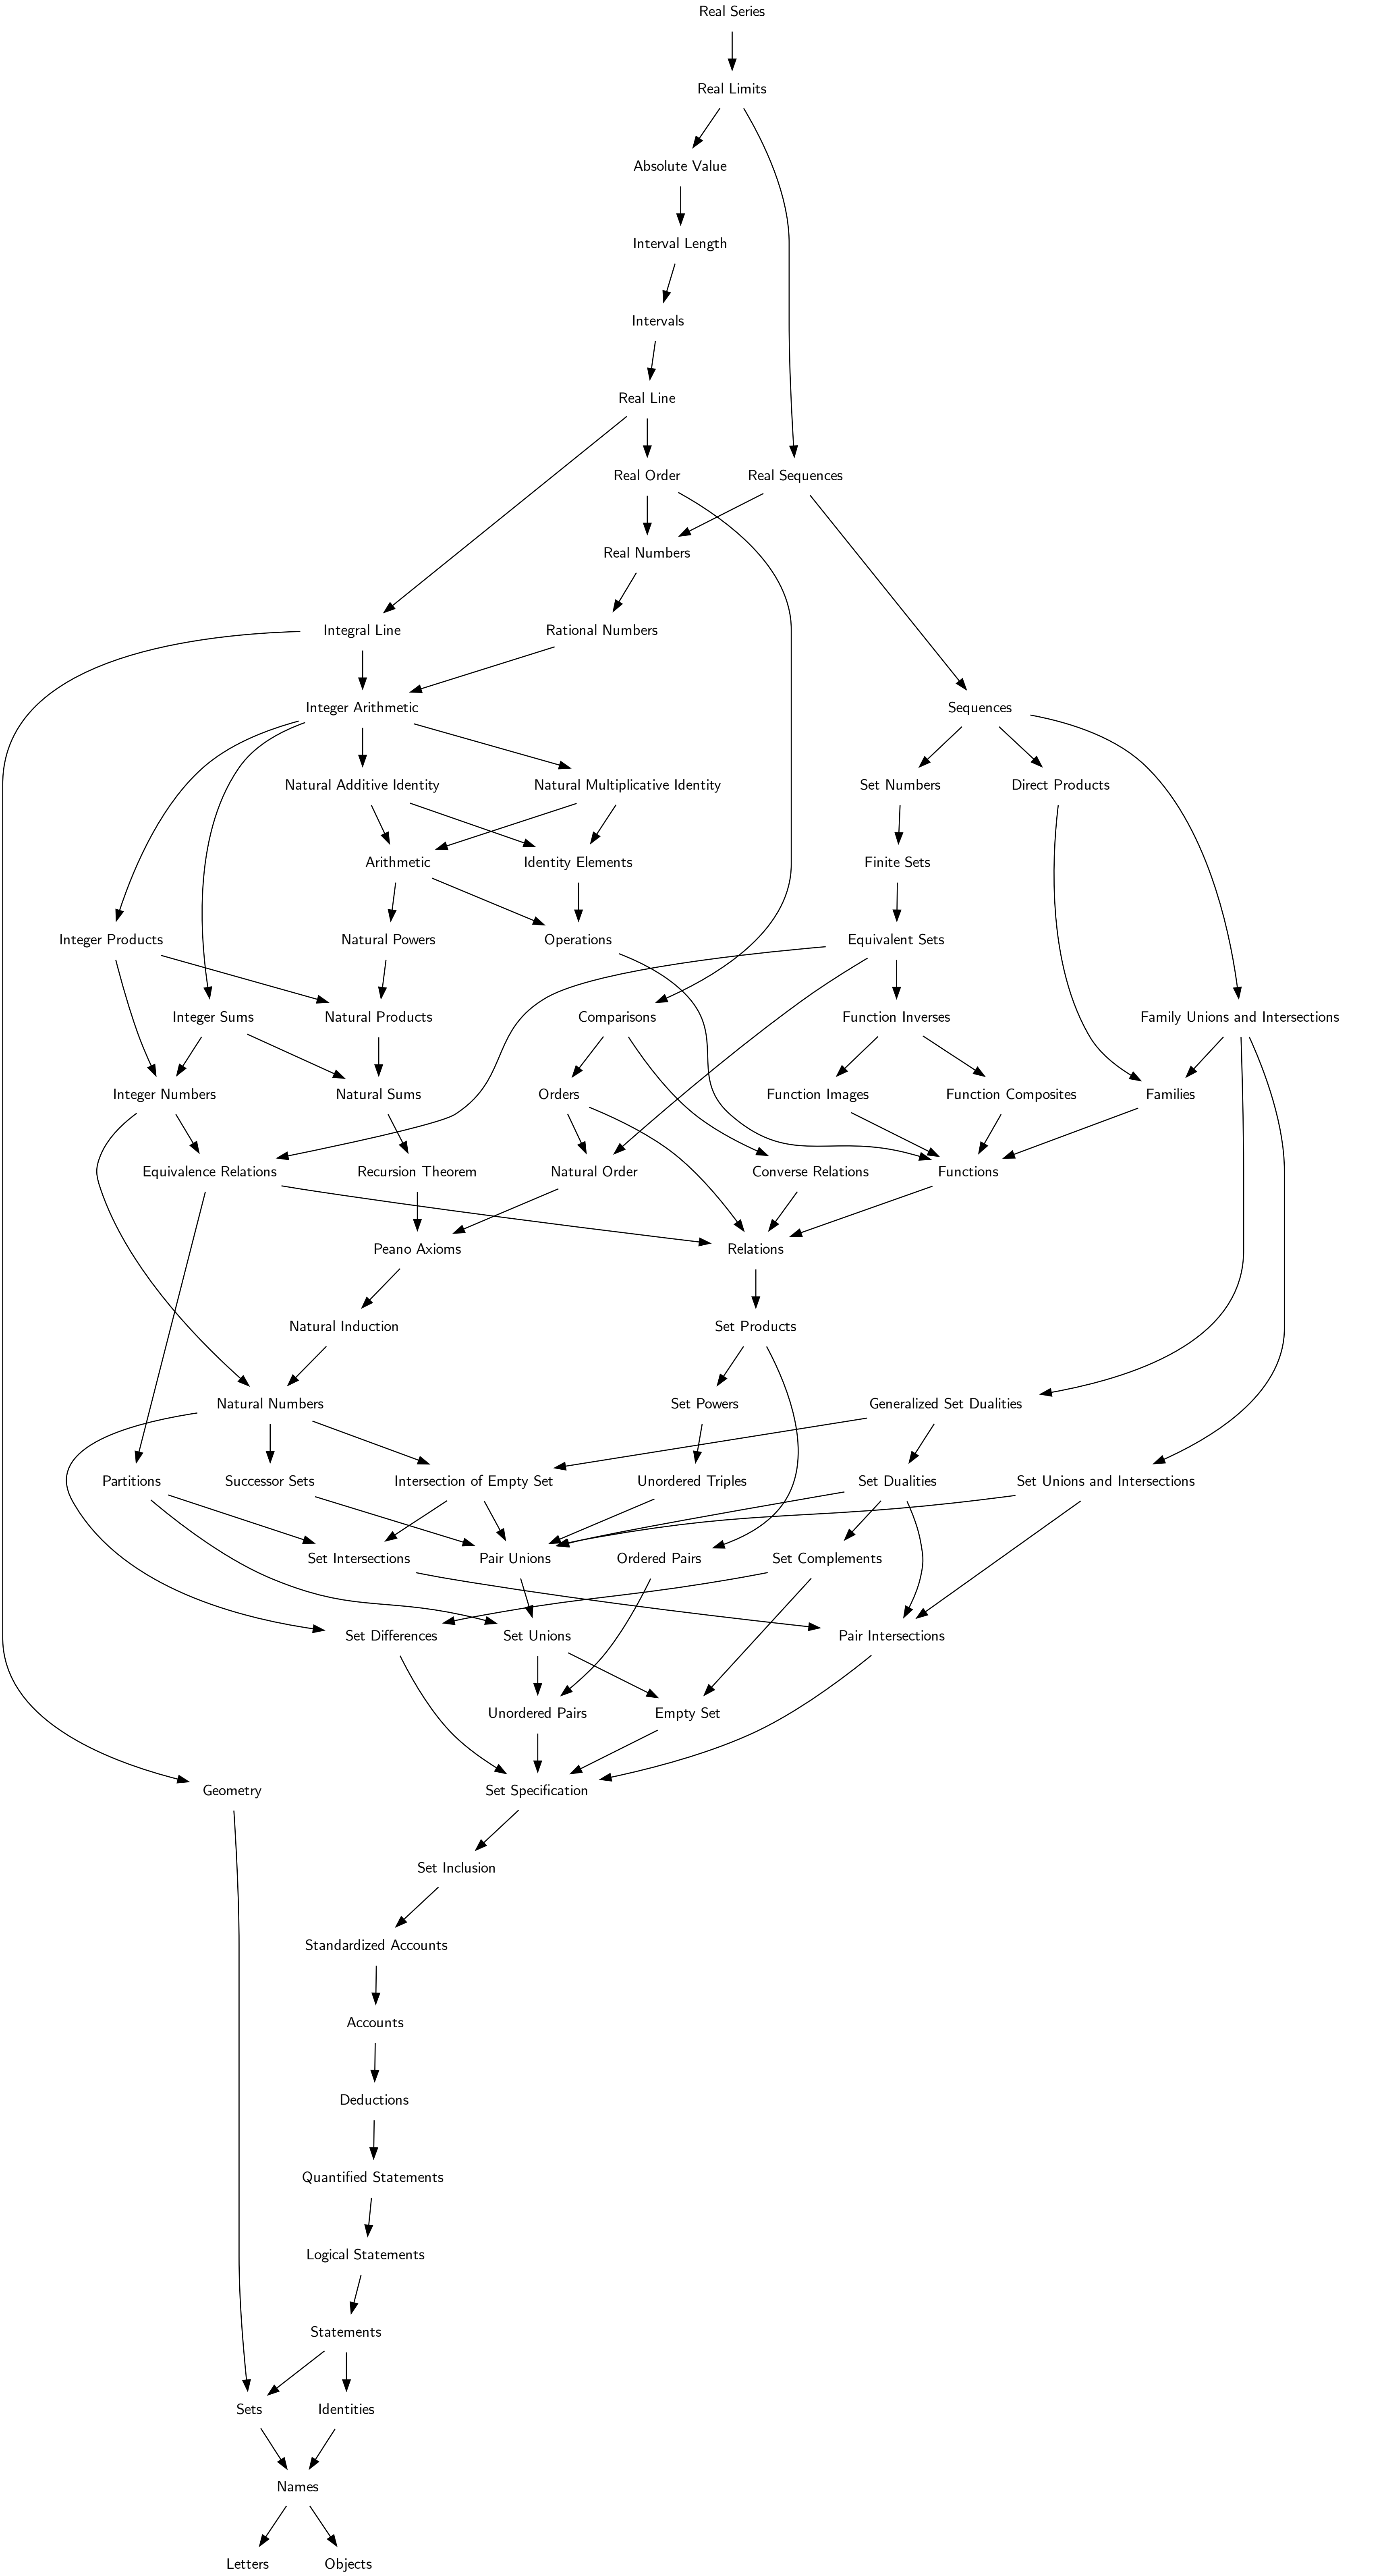 Real Series
Real Limits
Absolute Value
Interval Length
Intervals
Real Line
Real Order
Real Sequences
Real Numbers
Integral Line
Rational Numbers
Integer Arithmetic
Sequences
Natural Additive Identity
Natural Multiplicative Identity
Set Numbers
Direct Products
Arithmetic
Identity Elements
Finite Sets
Integer Products
Natural Powers
Operations
Equivalent Sets
Integer Sums
Natural Products
Comparisons
Function Inverses
Family Unions and Intersections
Integer Numbers
Natural Sums
Orders
Function Images
Function Composites
Families
Equivalence Relations
Recursion Theorem
Natural Order
Converse Relations
Functions
Peano Axioms
Relations
Natural Induction
Set Products
Natural Numbers
Set Powers
Generalized Set Dualities
Partitions
Successor Sets
Intersection of Empty Set
Unordered Triples
Set Dualities
Set Unions and Intersections
Set Intersections
Pair Unions
Ordered Pairs
Set Complements
Set Differences
Set Unions
Pair Intersections
Unordered Pairs
Empty Set
Geometry
Set Specification
Set Inclusion
Standardized Accounts
Accounts
Deductions
Quantified Statements
Logical Statements
Statements
Sets
Identities
Names
Letters
Objects